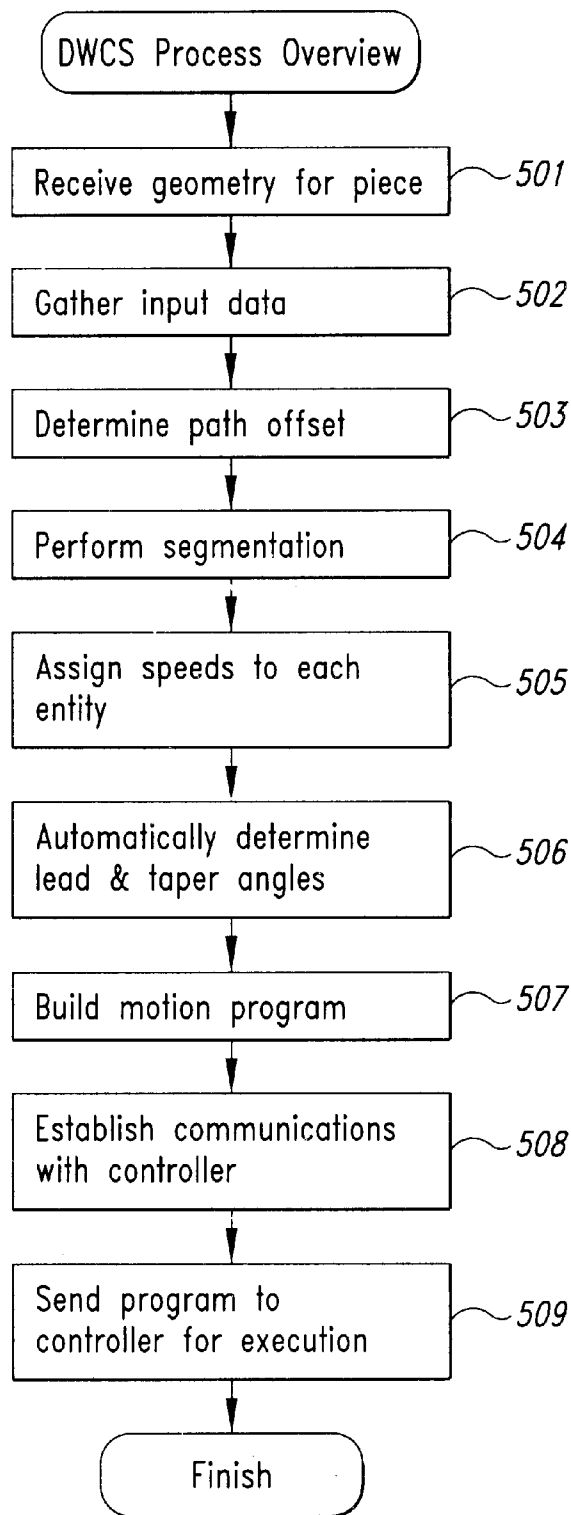 DWCS Process Overview
Receive geometry for piece
501
Gather input data
502
Determine path offset
503
Perform segmentation
504
Assign speeds to each
entity
505
Automatically determine
lead & taper angles
506
Build motion program
507
Establish communications
with controller
508
Send program to
controller for execution
509
Finish